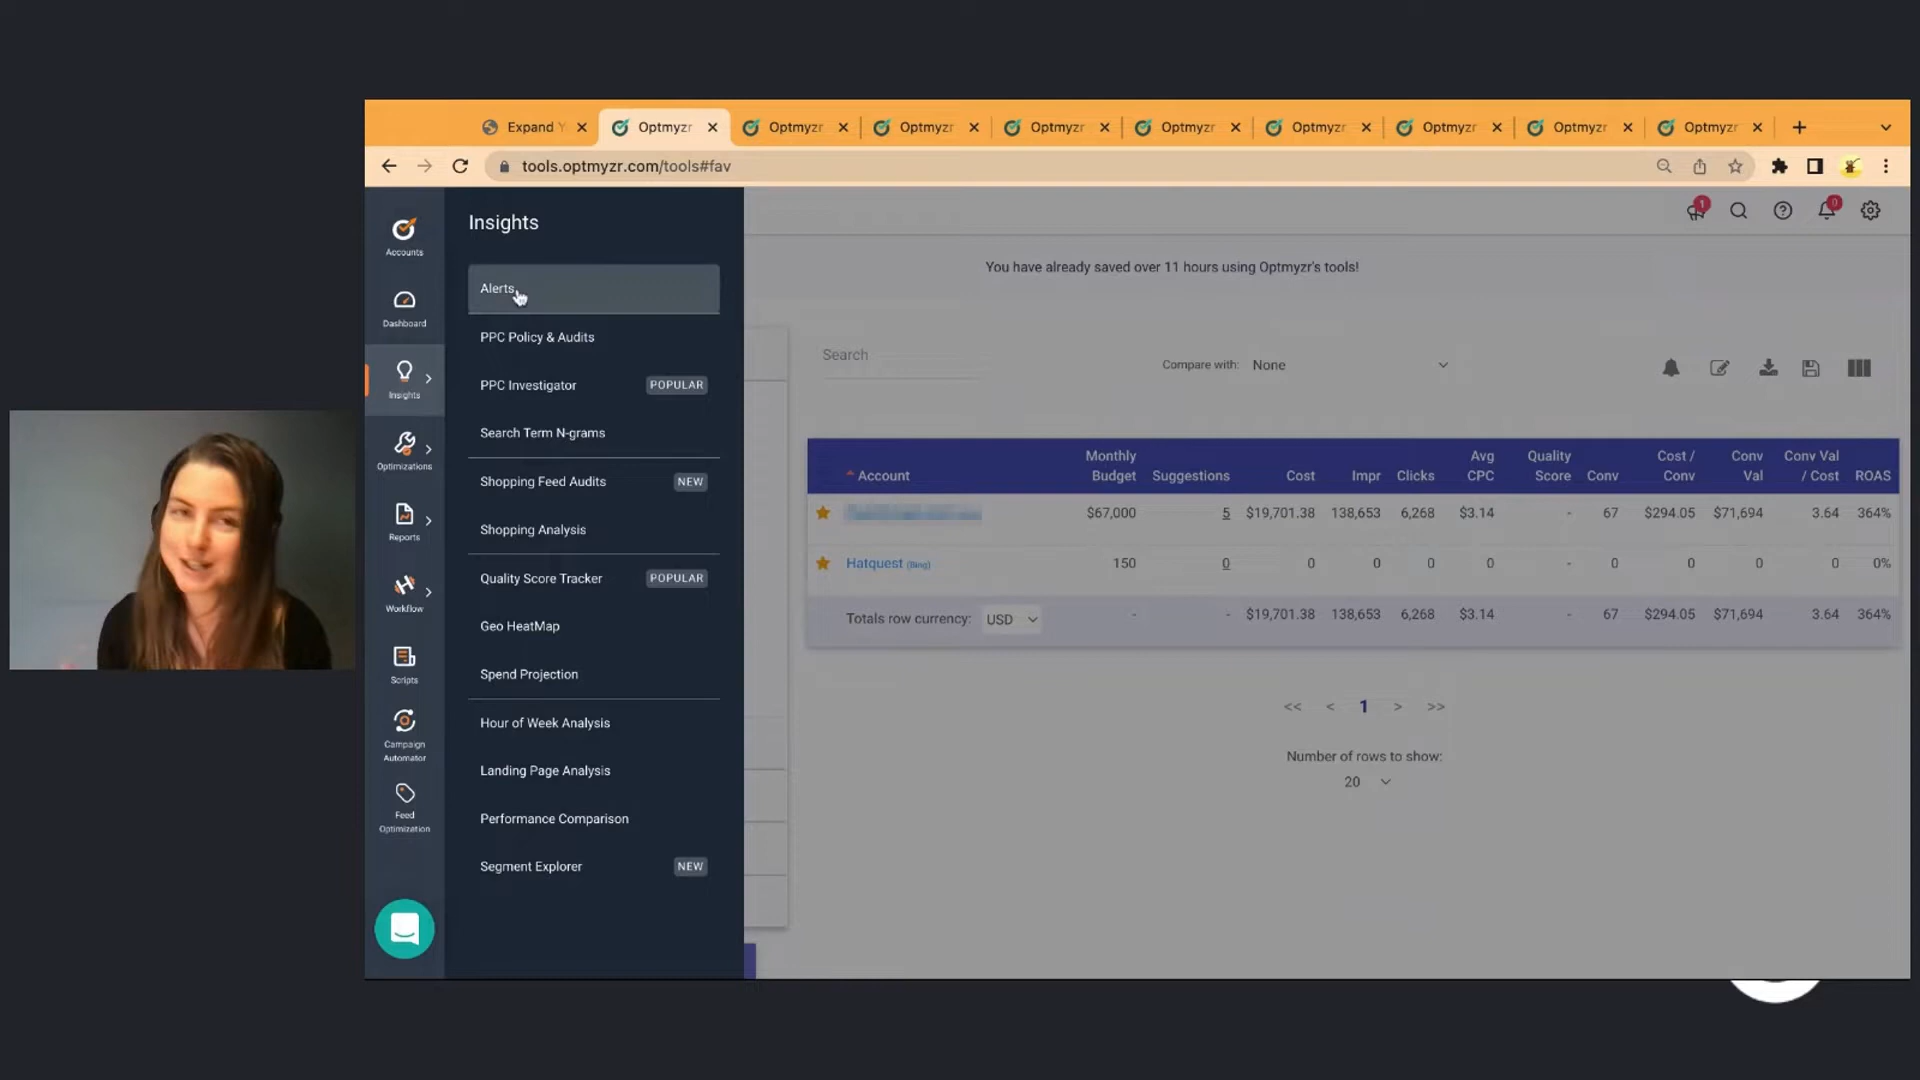 Expand Y
Optmyzr
Optmyzr
Optmyzr
Optmyzr
Optmyzr
Optmyzr
Optmyzr
Optmyzr
Optmyzr
tools.optmyzr.com/tools#fav
Accounts
Dashboard
Insights
Optimizations
Reports
Workflow
Scripts
Campaign
Automator
Feed
Optimization
Insights
Alerts
PPC Policy & Audits
PPC Investigator POPULAR
Search Term N-grams
Shopping Feed Audits NEW
Shopping Analysis
Quality Score Tracker POPULAR
Geo HeatMap
Spend Projection
Hour of Week Analysis
Landing Page Analysis
Performance Comparison
Segment Explorer NEW
1
0
You have already saved over 11 hours using Optmyzr's tools!
Search
Compare with: None
Account Monthly Budget Suggestions Cost Impr Clicks Avg CPC Quality Score Conv Cost / Conv Conv Val Conv Val / Cost ROAS
$67,000 5 $19,701.38 138,653 6,268 $3.14 - 67 $294.05 $71,694 3.64 364%
Hatquest (Bing) 150 0 0 0 0 0 - 0 0 0 0 0%
Totals row currency: USD - - $19,701.38 138,653 6,268 $3.14 - 67 $294.05 $71,694 3.64 364%
<< < 1 > >>
Number of rows to show:
20